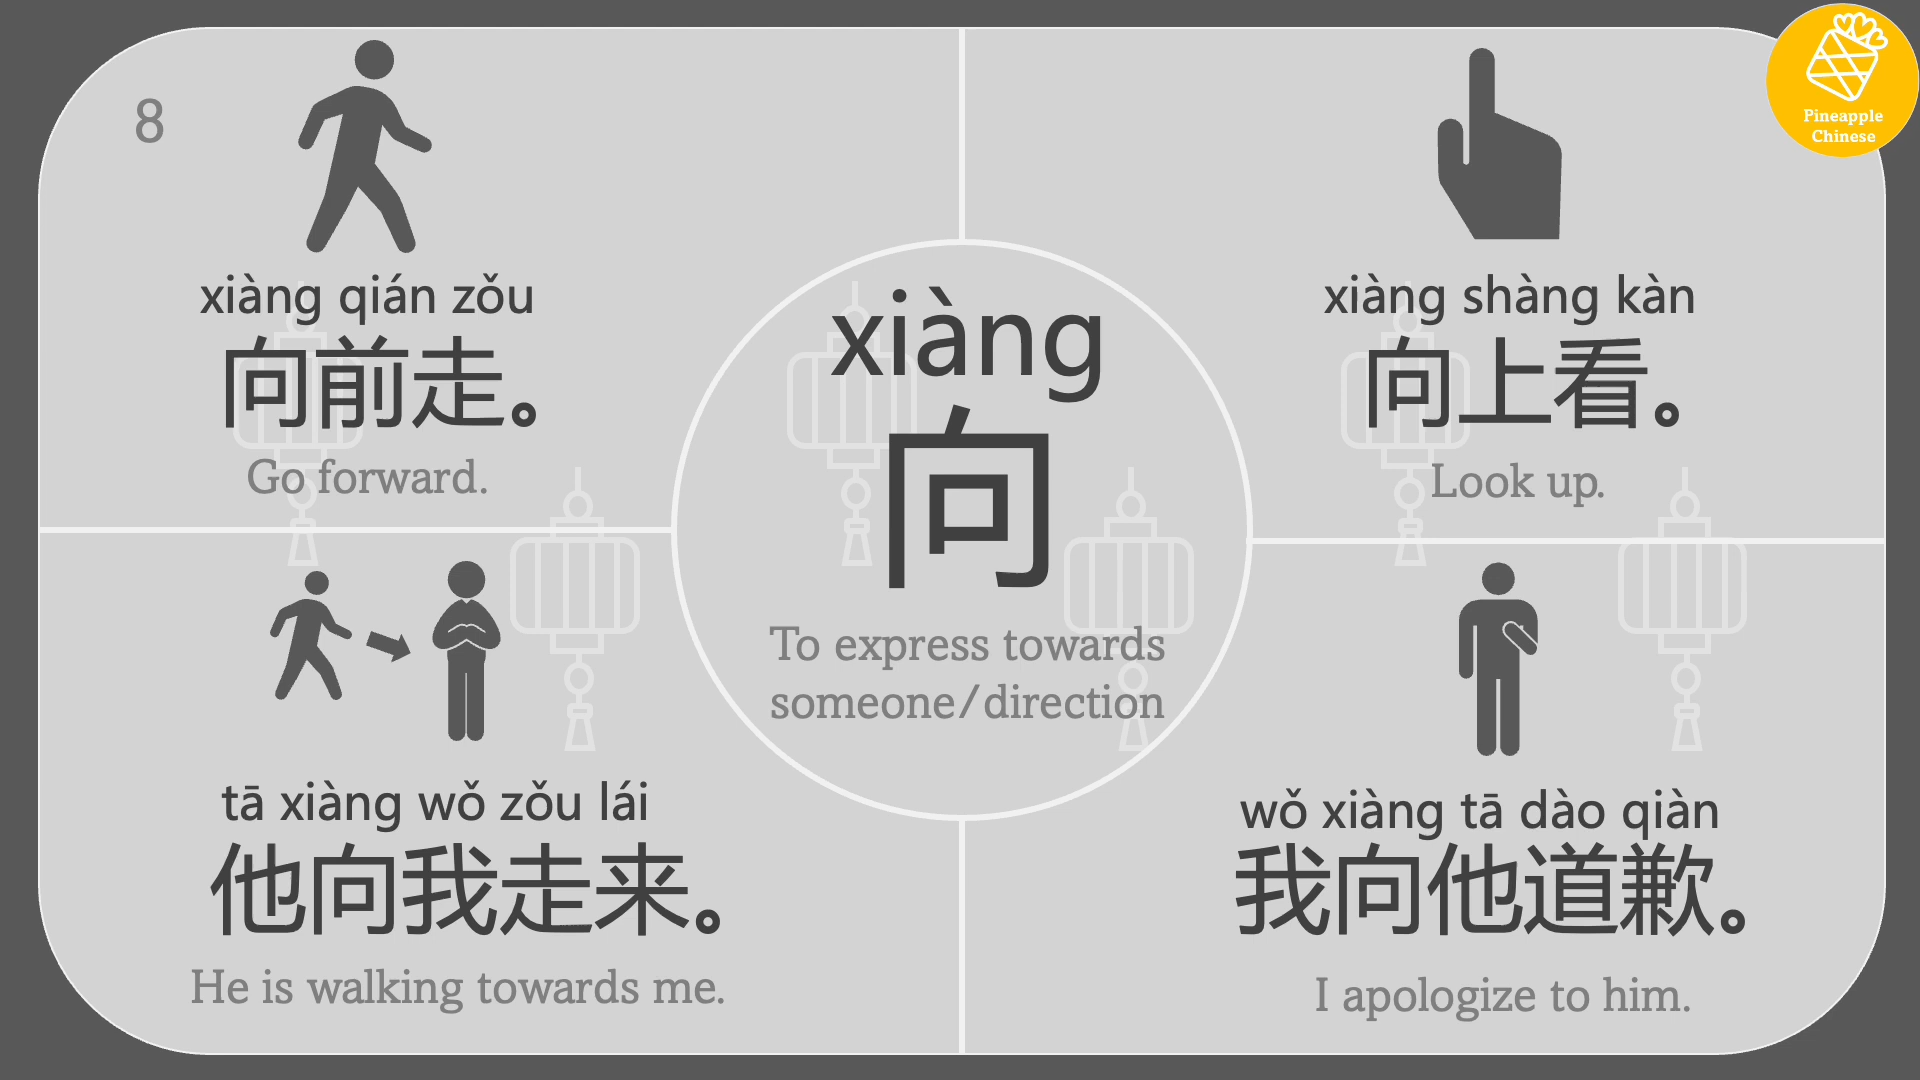 8
xiàng qián zǒu
向前走。
Go forward.
xiàng shàng kàn
向上看。
Look up.
Pineapple
Chinese
xiàng
向
To express towards
someone/direction
tā xiàng wǒ zǒu lái
他向我走来。
He is walking towards me.
wǒ xiàng tā dào qiàn
我向他道歉。
I apologize to him.